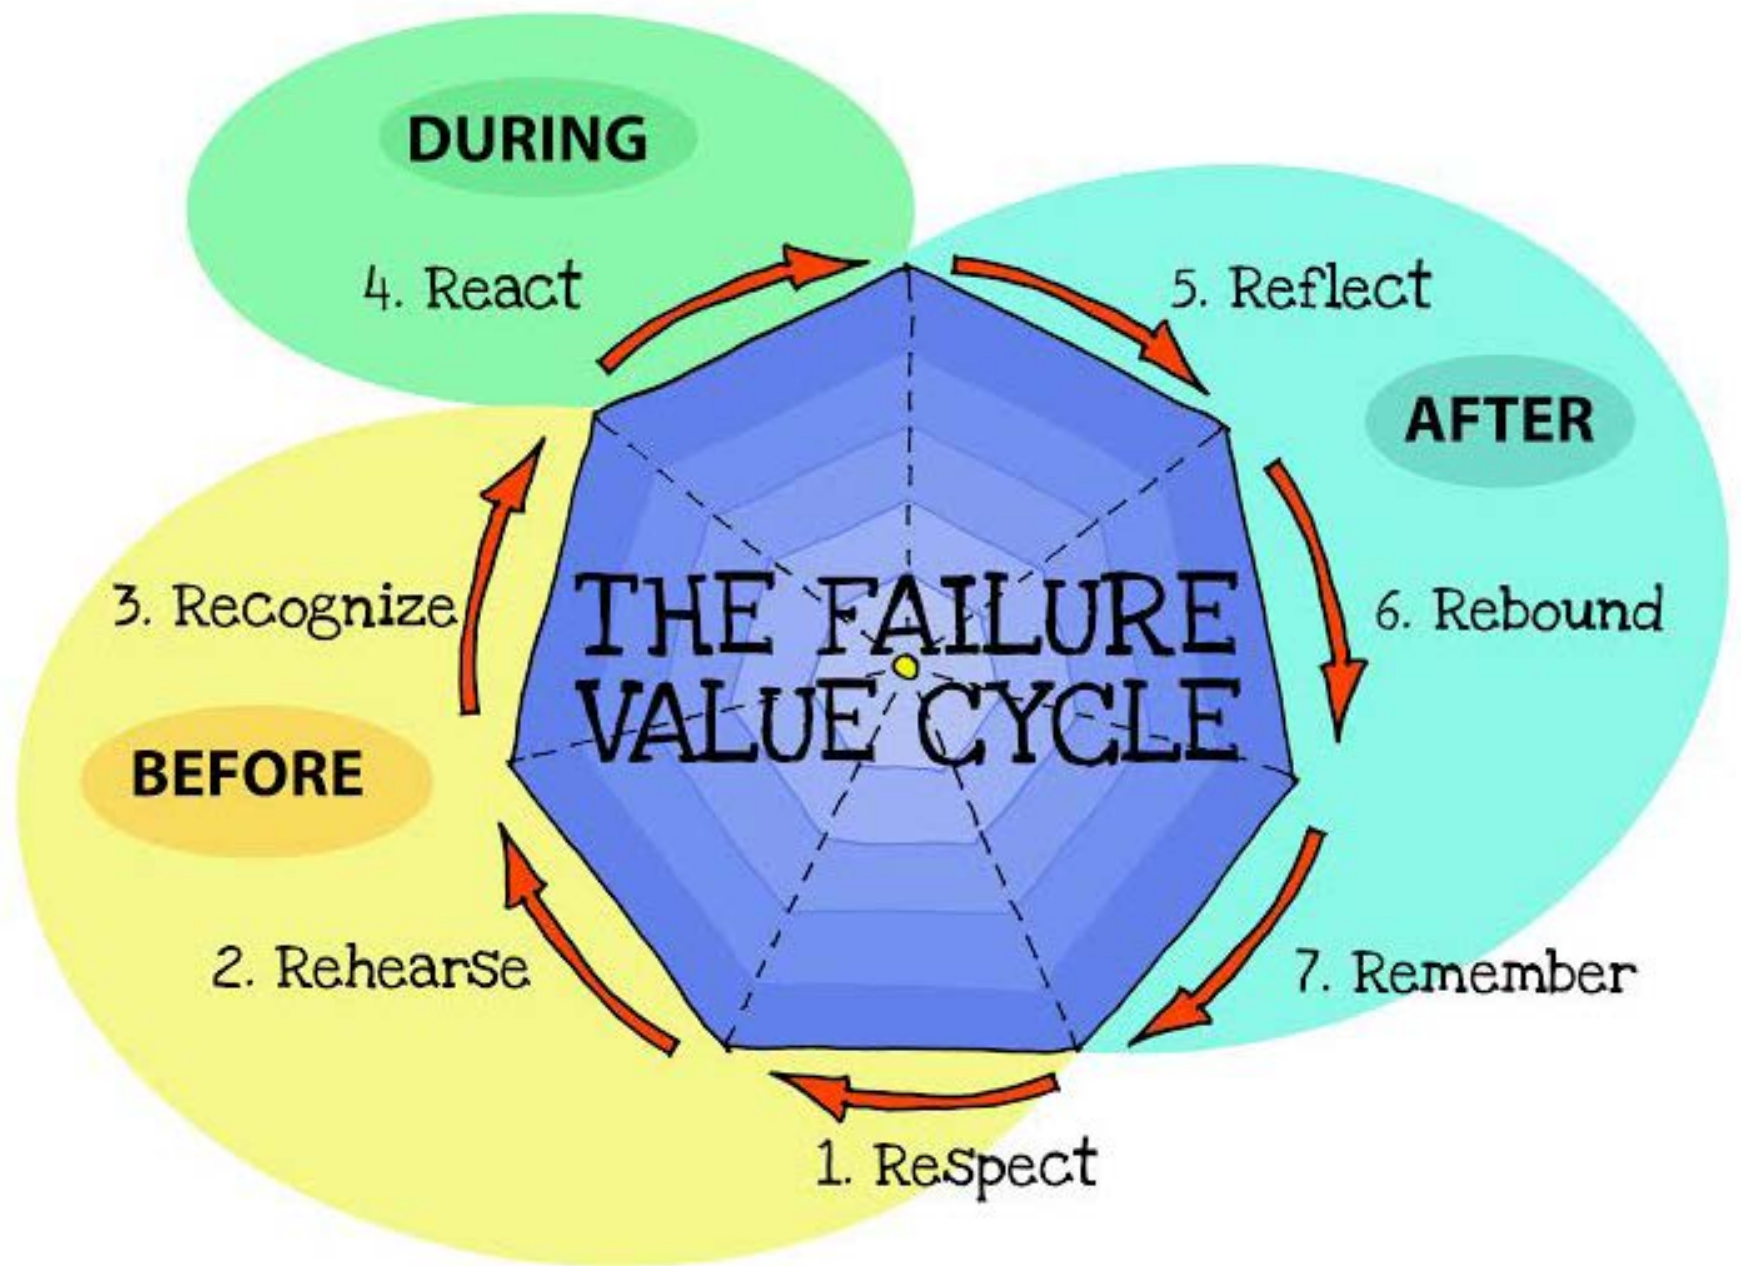 DURING
4. React
5. Reflect
AFTER
3. Recognize
THE FAILURE
VALUE CYCLE
6. Rebound
BEFORE
2. Rehearse
7. Remember
1. Respect